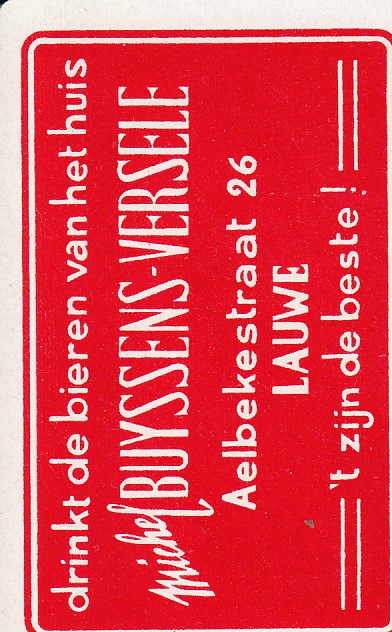 drinkt de bieren van het huis
Michel BUYSSENS-VERSELE
Aelbekestraat 26
LAUWE
't zijn de beste!